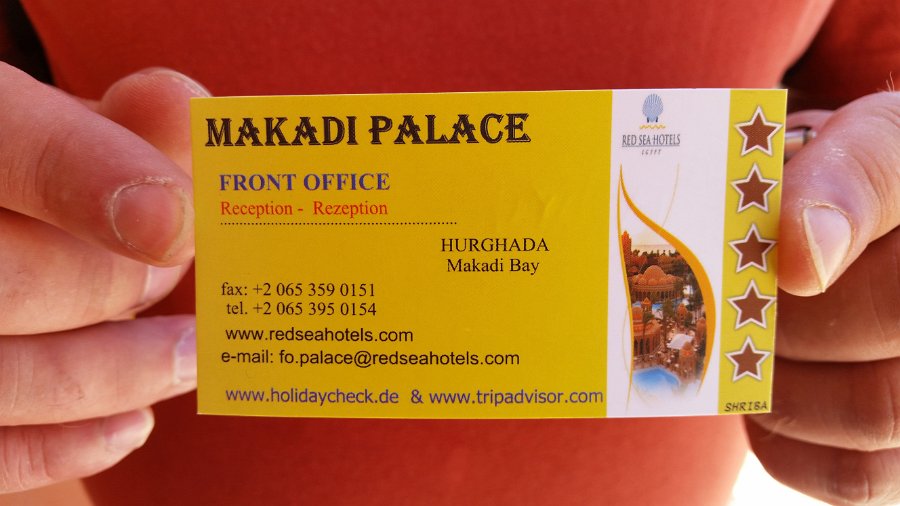 MAKADI PALACE
FRONT OFFICE
Reception - Rezeption
HURGHADA
Makadi Bay
fax: +2 065 359 0151
tel. +2 065 395 0154
www.redseahotels.com
e-mail: fo.palace@redseahotels.com
www.holidaycheck.de & www.tripadvisor.com
RED SEA HOTELS
EGYPT
SHRIBA